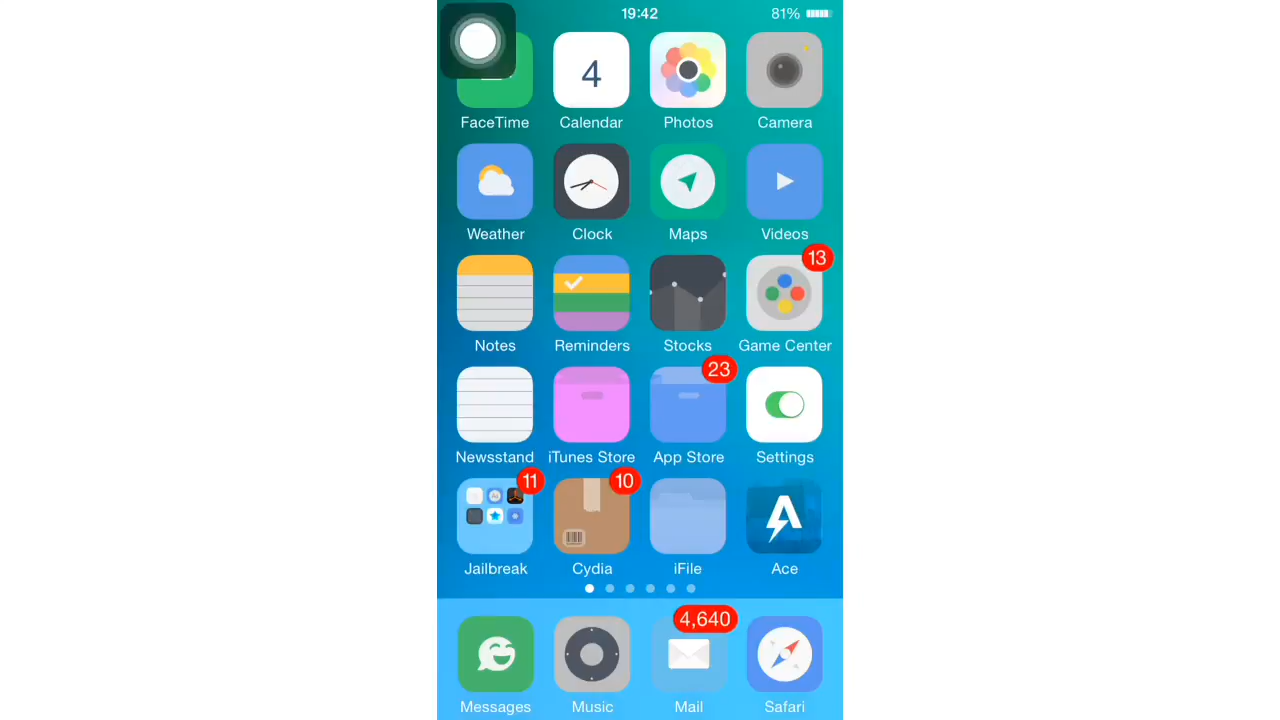 19:42 81%
4
FaceTime Calendar Photos Camera
Weather Clock Maps Videos
13
Notes Reminders Stocks Game Center
23
Newsstand iTunes Store App Store Settings
11 10
Jailbreak Cydia iFile Ace
4,640
Messages Music Mail Safari